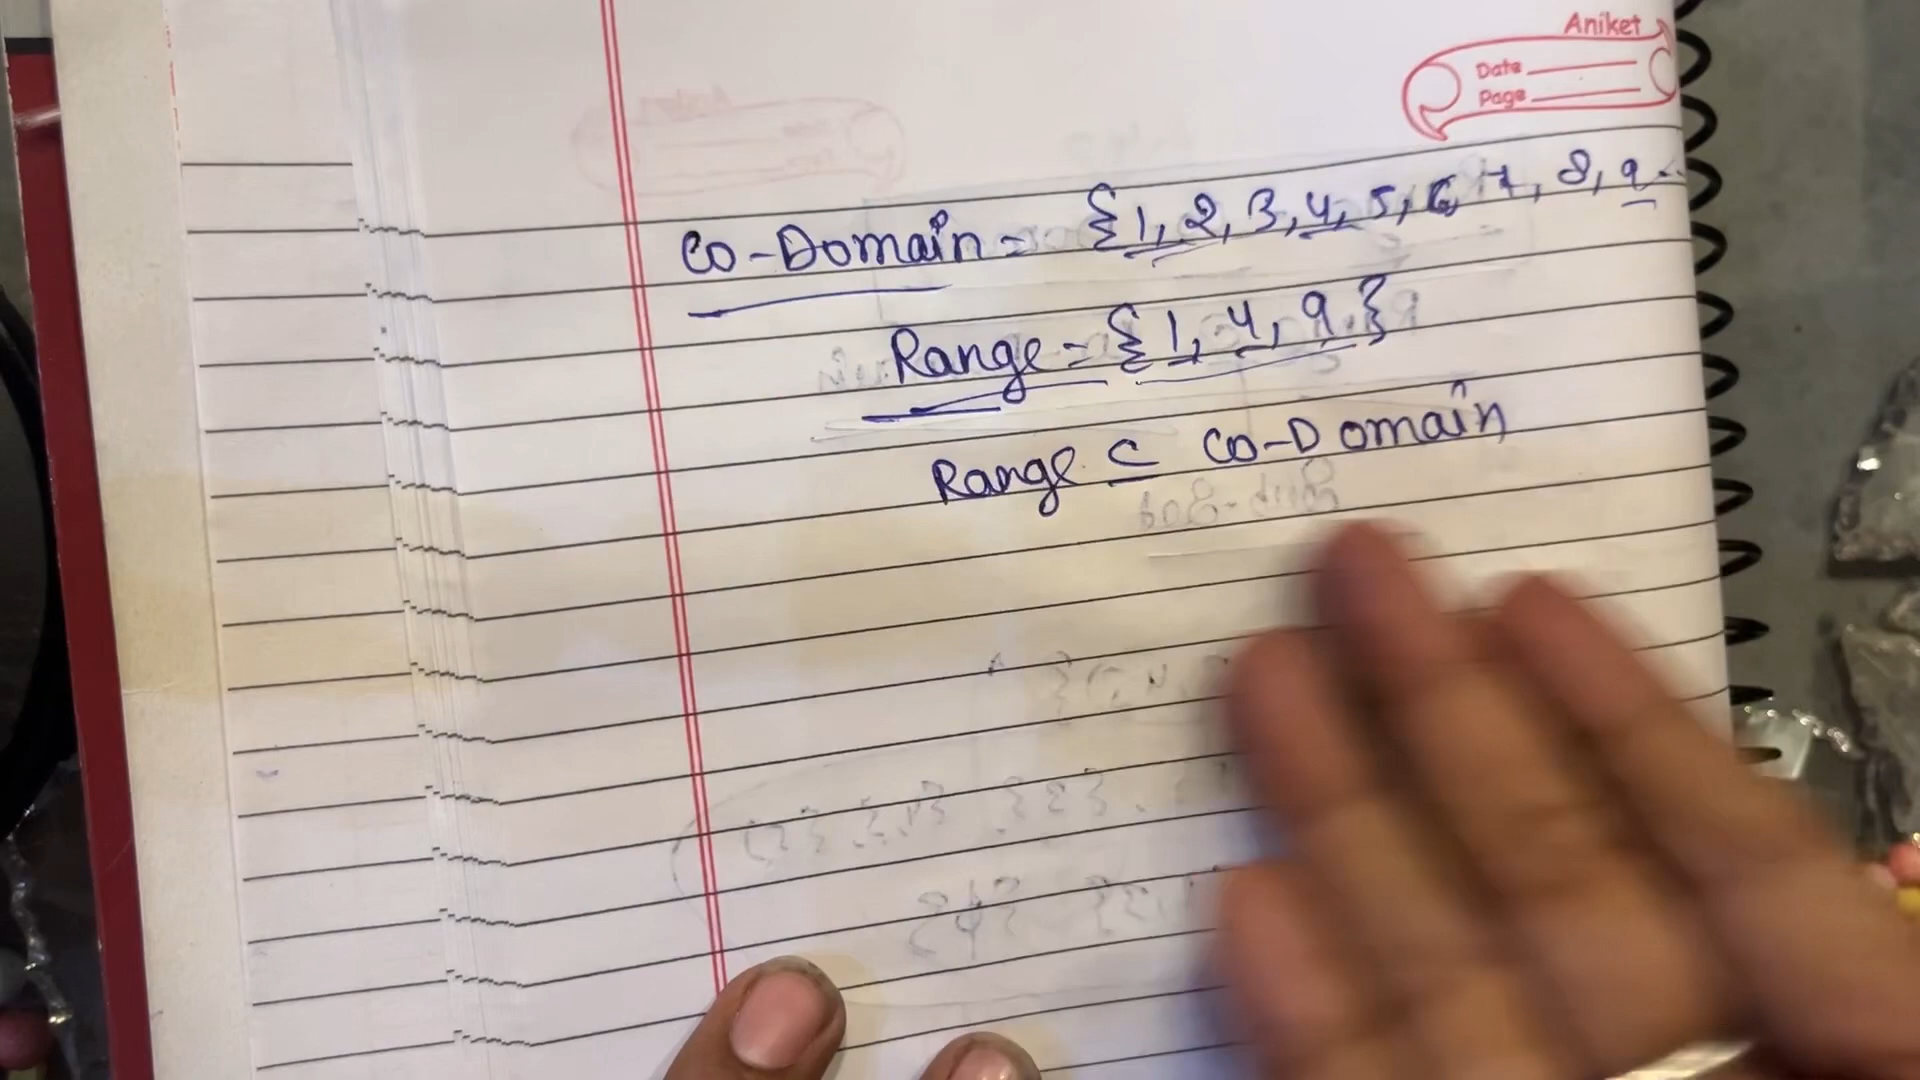 Aniket
Date
Page
Co-Domain = {1, 2, 3, 4, 5, 6, 7, 8, 9..
Range = {1, 4, 9}
Range ⊆ Co-Domain